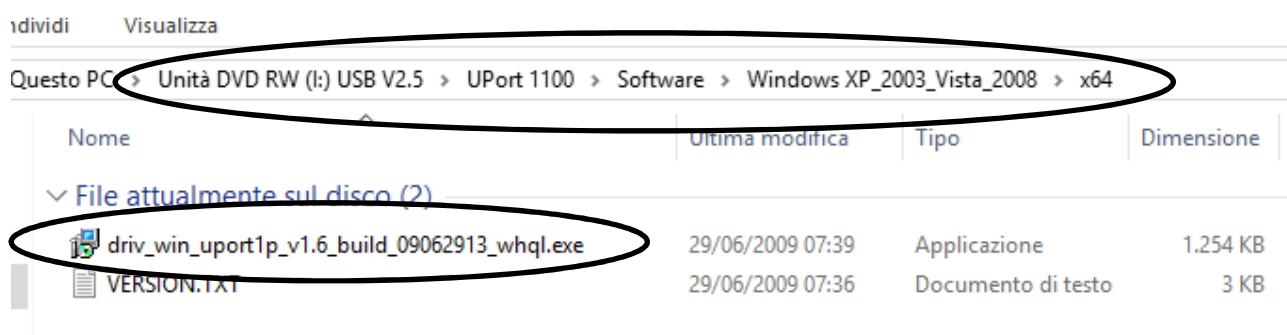 ndividi Visualizza
Questo PC > Unità DVD RW (I:) USB V2.5 > UPort 1100 > Software > Windows XP_2003_Vista_2008 > x64
Nome Ultima modifica Tipo Dimensione
File attualmente sul disco (2)
driv_win_uport1p_v1.6_build_09062913_whql.exe 29/06/2009 07:39 Applicazione 1.254 KB
VERSION.TXT 29/06/2009 07:36 Documento di testo 3 KB